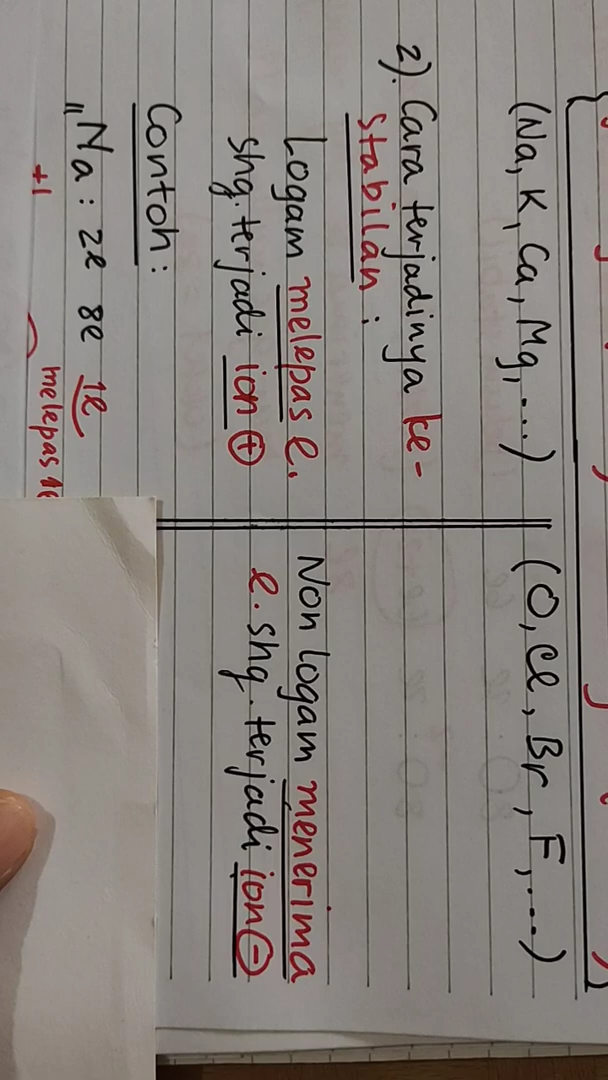 (Na, K, Ca, Mg, ...)
(O, Cl, Br, F, ...)
2). Cara terjadinya ke-
stabilan :
Logam melepas e.
shg. terjadi ion ⊕
Non logam menerima
e. shg. terjadi ion ⊖
Contoh :
₁₁Na : 2e 8e 1e
+1
melepas 1e